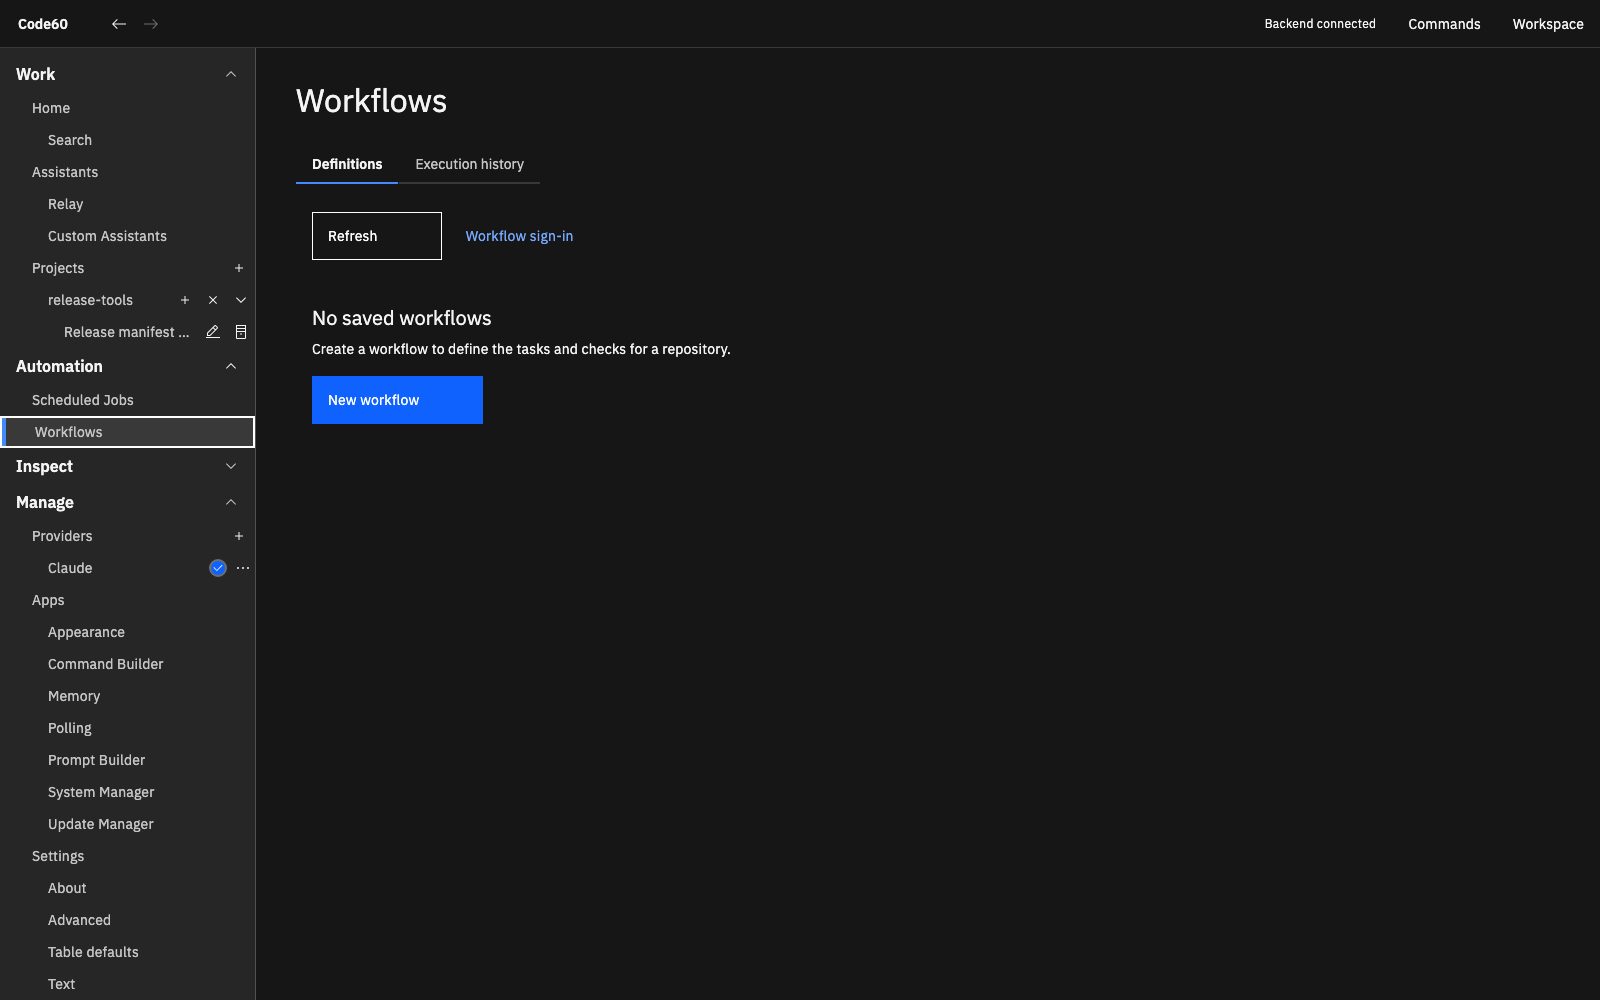 Code60
Backend connected
Commands
Workspace
Work
Home
Search
Assistants
Relay
Custom Assistants
Projects
release-tools
Release manifest ...
Automation
Scheduled Jobs
Workflows
Inspect
Manage
Providers
Claude
Apps
Appearance
Command Builder
Memory
Polling
Prompt Builder
System Manager
Update Manager
Settings
About
Advanced
Table defaults
Text
Workflows
Definitions
Execution history
Refresh
Workflow sign-in
No saved workflows
Create a workflow to define the tasks and checks for a repository.
New workflow